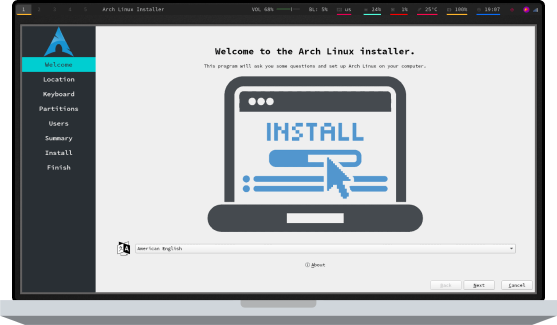 1 2 3 4 5 Arch Linux Installer VOL 68% BL: 5% us 24% 3% 25°C 100% 19:07
Welcome
Location
Keyboard
Partitions
Users
Summary
Install
Finish
Welcome to the Arch Linux installer.
This program will ask you some questions and set up Arch Linux on your computer.
INSTALL
American English
About
Back Next Cancel